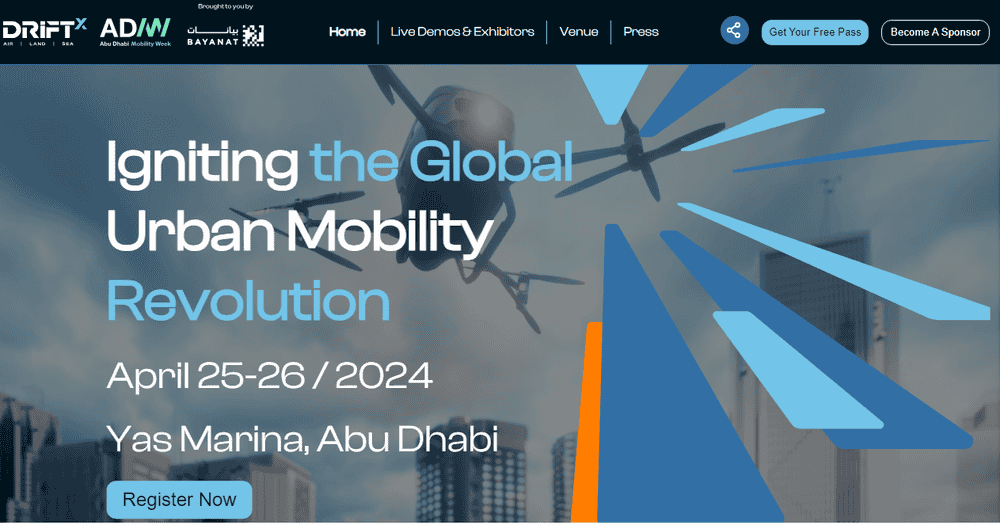 Brought to you by
DRIFTX
AIR | LAND | SEA
ADMW
Abu Dhabi Mobility Week
بيانات
BAYANAT
Home
Live Demos & Exhibitors
Venue
Press
Get Your Free Pass
Become A Sponsor
Igniting the Global
Urban Mobility
Revolution
April 25-26 / 2024
Yas Marina, Abu Dhabi
Register Now